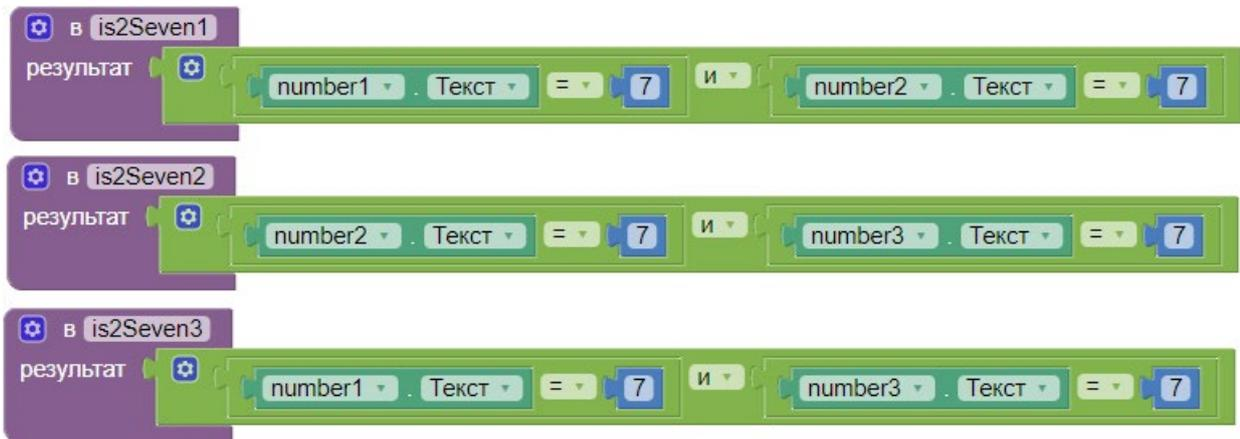 в is2Seven1
результат number1 . Текст = 7 и number2 . Текст = 7
в is2Seven2
результат number2 . Текст = 7 и number3 . Текст = 7
в is2Seven3
результат number1 . Текст = 7 и number3 . Текст = 7